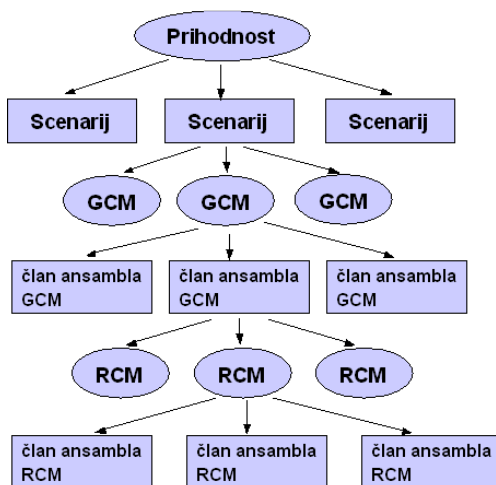 Prihodnost
Scenarij Scenarij Scenarij
GCM GCM GCM
član ansambla
GCM
član ansambla
GCM
član ansambla
GCM
RCM RCM RCM
član ansambla
RCM
član ansambla
RCM
član ansambla
RCM